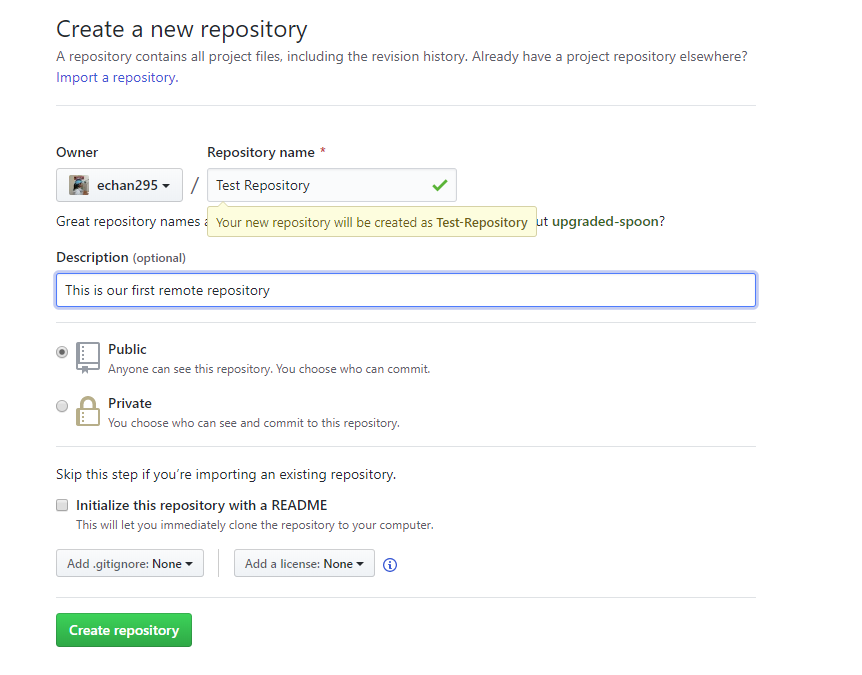 Create a new repository
A repository contains all project files, including the revision history. Already have a project repository elsewhere?
Import a repository.
Owner Repository name *
echan295 / Test Repository
Great repository names ut upgraded-spoon?
Your new repository will be created as Test-Repository
Description (optional)
This is our first remote repository
Public
Anyone can see this repository. You choose who can commit.
Private
You choose who can see and commit to this repository.
Skip this step if you’re importing an existing repository.
Initialize this repository with a README
This will let you immediately clone the repository to your computer.
Add .gitignore: None Add a license: None
Create repository